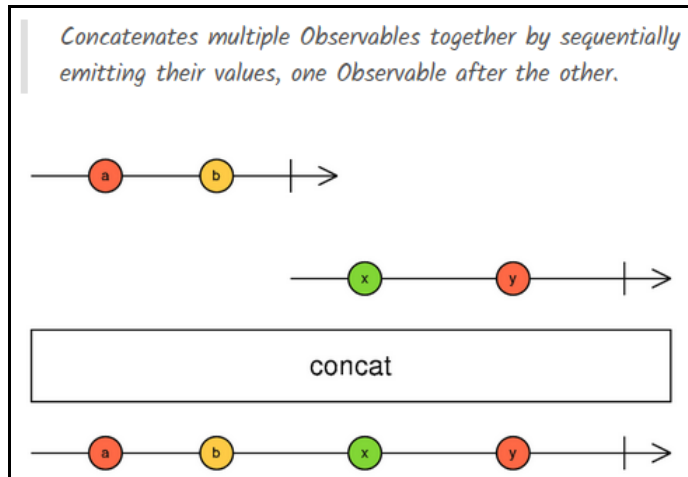 Concatenates multiple Observables together by sequentially
emitting their values, one Observable after the other.
a b
x y
concat
a b x y